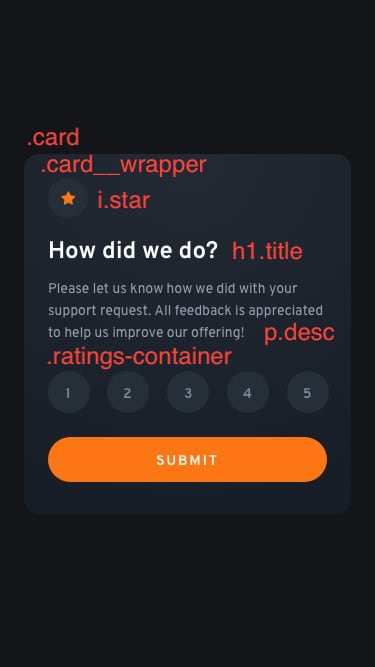 .card
.card__wrapper
i.star
How did we do? h1.title
Please let us know how we did with your
support request. All feedback is appreciated
to help us improve our offering! p.desc
.ratings-container
1 2 3 4 5
SUBMIT